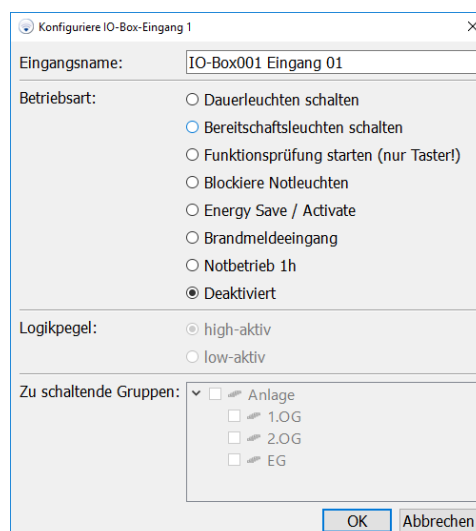 Konfiguriere IO-Box-Eingang 1
Eingangsname: IO-Box001 Eingang 01
Betriebsart: Dauerleuchten schalten
Bereitschaftsleuchten schalten
Funktionsprüfung starten (nur Taster!)
Blockiere Notleuchten
Energy Save / Activate
Brandmeldeeingang
Notbetrieb 1h
Deaktiviert
Logikpegel: high-aktiv
low-aktiv
Zu schaltende Gruppen: Anlage
1.OG
2.OG
EG
OK Abbrechen